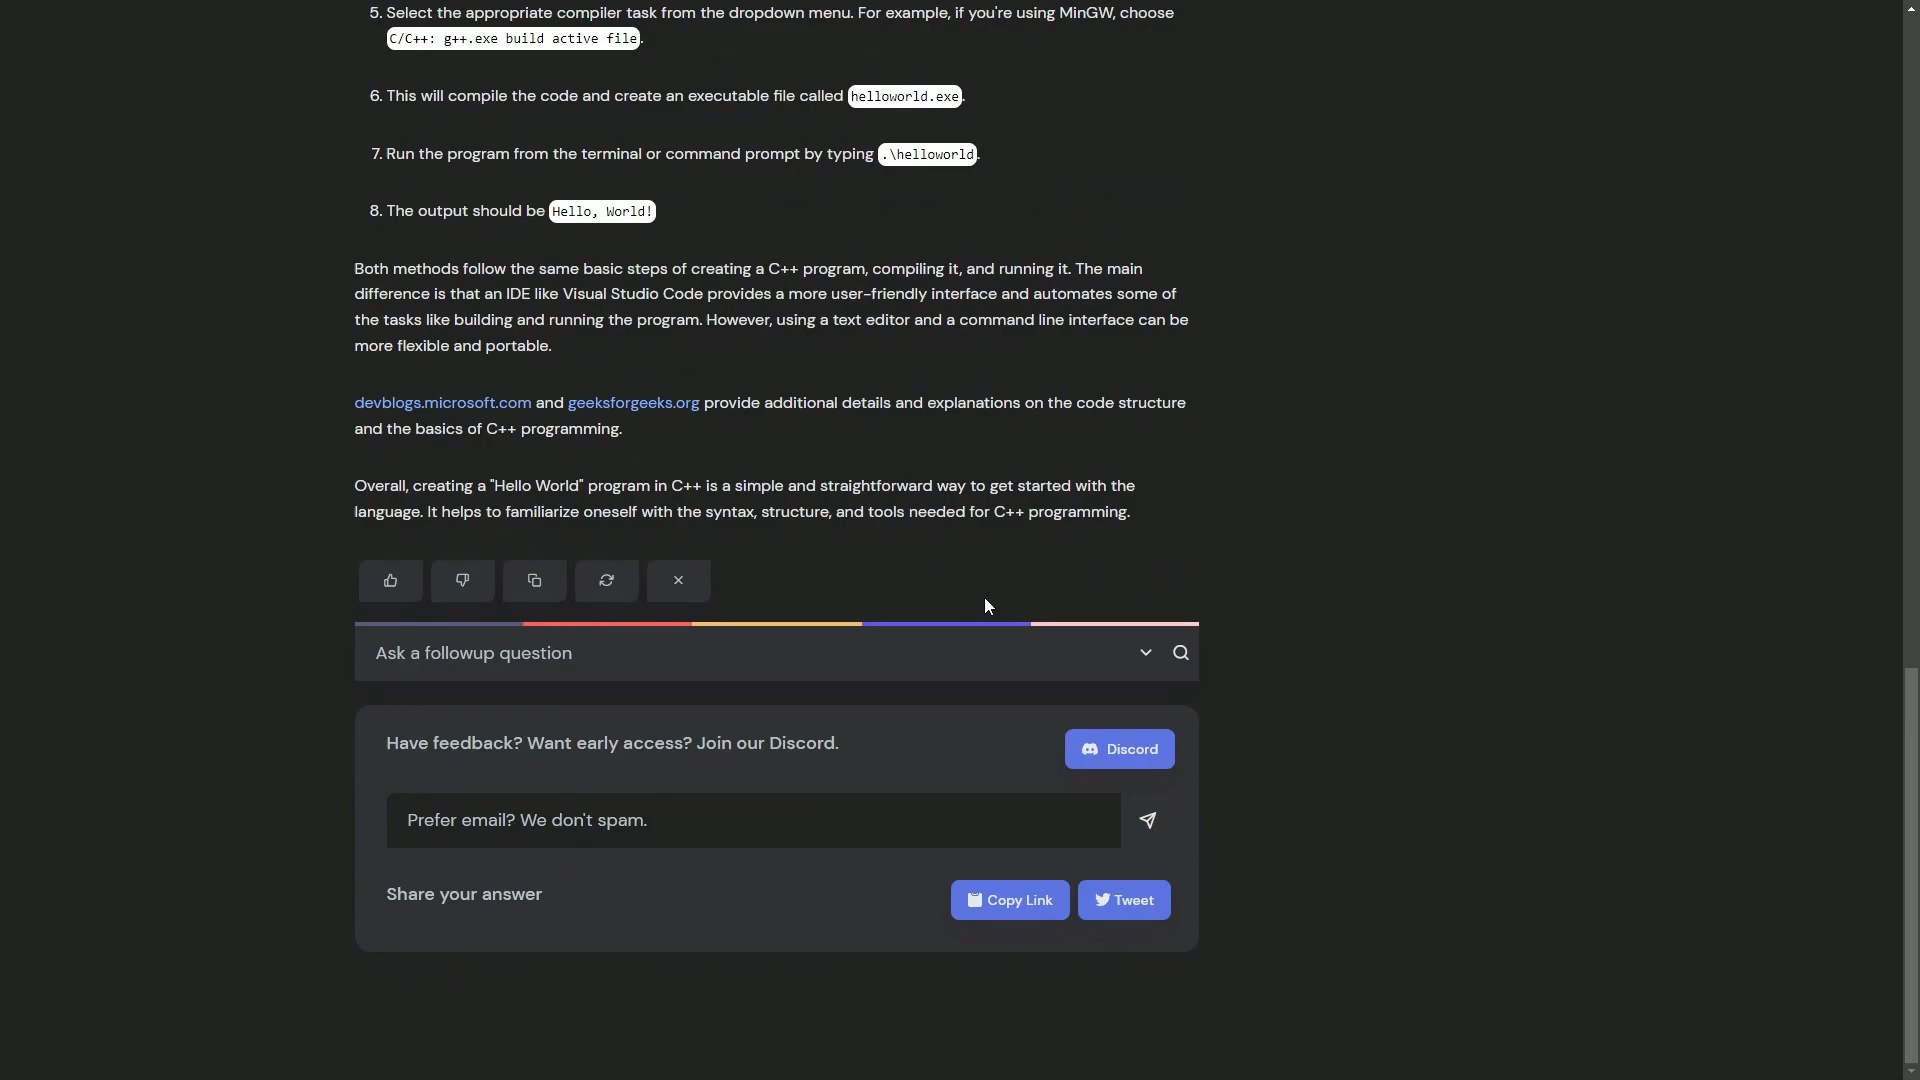 5. Select the appropriate compiler task from the dropdown menu. For example, if you're using MinGW, choose
C/C++: g++.exe build active file.
6. This will compile the code and create an executable file called helloworld.exe.
7. Run the program from the terminal or command prompt by typing .\helloworld.
8. The output should be Hello, World!
Both methods follow the same basic steps of creating a C++ program, compiling it, and running it. The main
difference is that an IDE like Visual Studio Code provides a more user-friendly interface and automates some of
the tasks like building and running the program. However, using a text editor and a command line interface can be
more flexible and portable.
devblogs.microsoft.com and geeksforgeeks.org provide additional details and explanations on the code structure
and the basics of C++ programming.
Overall, creating a "Hello World" program in C++ is a simple and straightforward way to get started with the
language. It helps to familiarize oneself with the syntax, structure, and tools needed for C++ programming.
Ask a followup question
Have feedback? Want early access? Join our Discord.
Discord
Prefer email? We don't spam.
Share your answer
Copy Link
Tweet